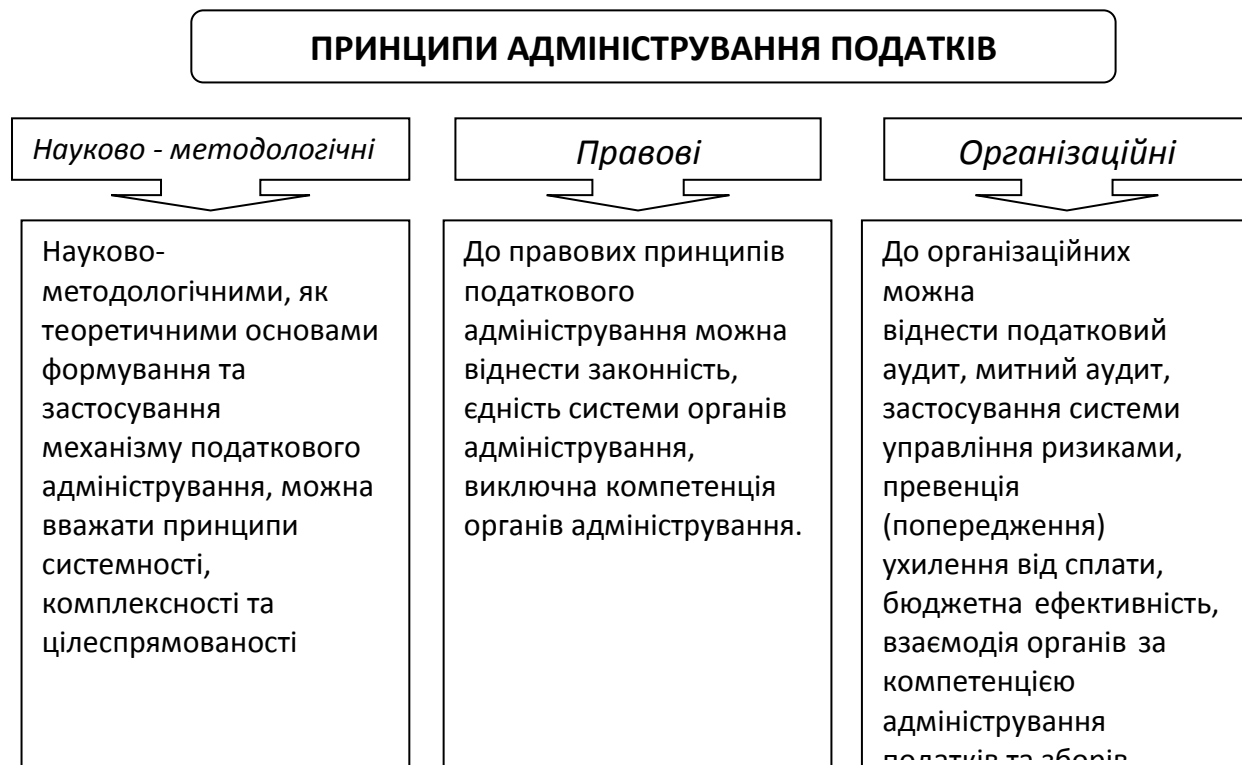 ПРИНЦИПИ АДМІНІСТРУВАННЯ ПОДАТКІВ
Науково - методологічні
Науково-
методологічними, як
теоретичними основами
формування та
застосування
механізму податкового
адміністрування, можна
вважати принципи
системності,
комплексності та
цілеспрямованості
Правові
До правових принципів
податкового
адміністрування можна
віднести законність,
єдність системи органів
адміністрування,
виключна компетенція
органів адміністрування.
Організаційні
До організаційних
можна
віднести податковий
аудит, митний аудит,
застосування системи
управління ризиками,
превенція
(попередження)
ухилення від сплати,
бюджетна ефективність,
взаємодія органів за
компетенцією
адміністрування
податків та зборів